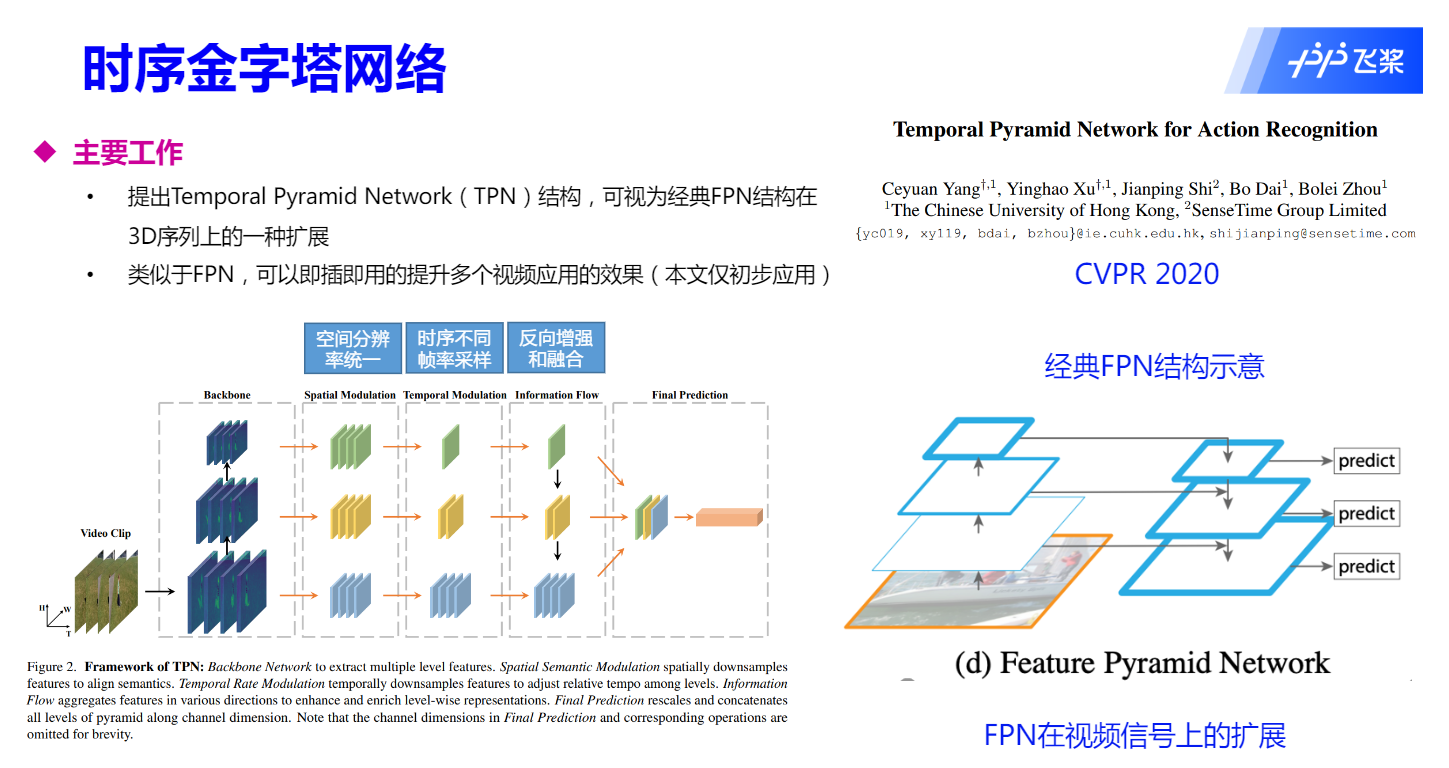 时序金字塔网络
飞桨
◆ 主要工作
• 提出Temporal Pyramid Network（TPN）结构，可视为经典FPN结构在
3D序列上的一种扩展
• 类似于FPN，可以即插即用的提升多个视频应用的效果（本文仅初步应用）
Temporal Pyramid Network for Action Recognition
Ceyuan Yang†,1, Yinghao Xu†,1, Jianping Shi2, Bo Dai1, Bolei Zhou1
1The Chinese University of Hong Kong, 2SenseTime Group Limited
{yc019, xy119, bdai, bzhou}@ie.cuhk.edu.hk, shijianping@sensetime.com
CVPR 2020
空间分辨
率统一
时序不同
帧率采样
反向增强
和融合
Backbone
Spatial Modulation
Temporal Modulation
Information Flow
Final Prediction
Video Clip
H
W
T
Figure 2. Framework of TPN: Backbone Network to extract multiple level features. Spatial Semantic Modulation spatially downsamples
features to align semantics. Temporal Rate Modulation temporally downsamples features to adjust relative tempo among levels. Information
Flow aggregates features in various directions to enhance and enrich level-wise representations. Final Prediction rescales and concatenates
all levels of pyramid along channel dimension. Note that the channel dimensions in Final Prediction and corresponding operations are
omitted for brevity.
经典FPN结构示意
predict
predict
predict
(d) Feature Pyramid Network
FPN在视频信号上的扩展